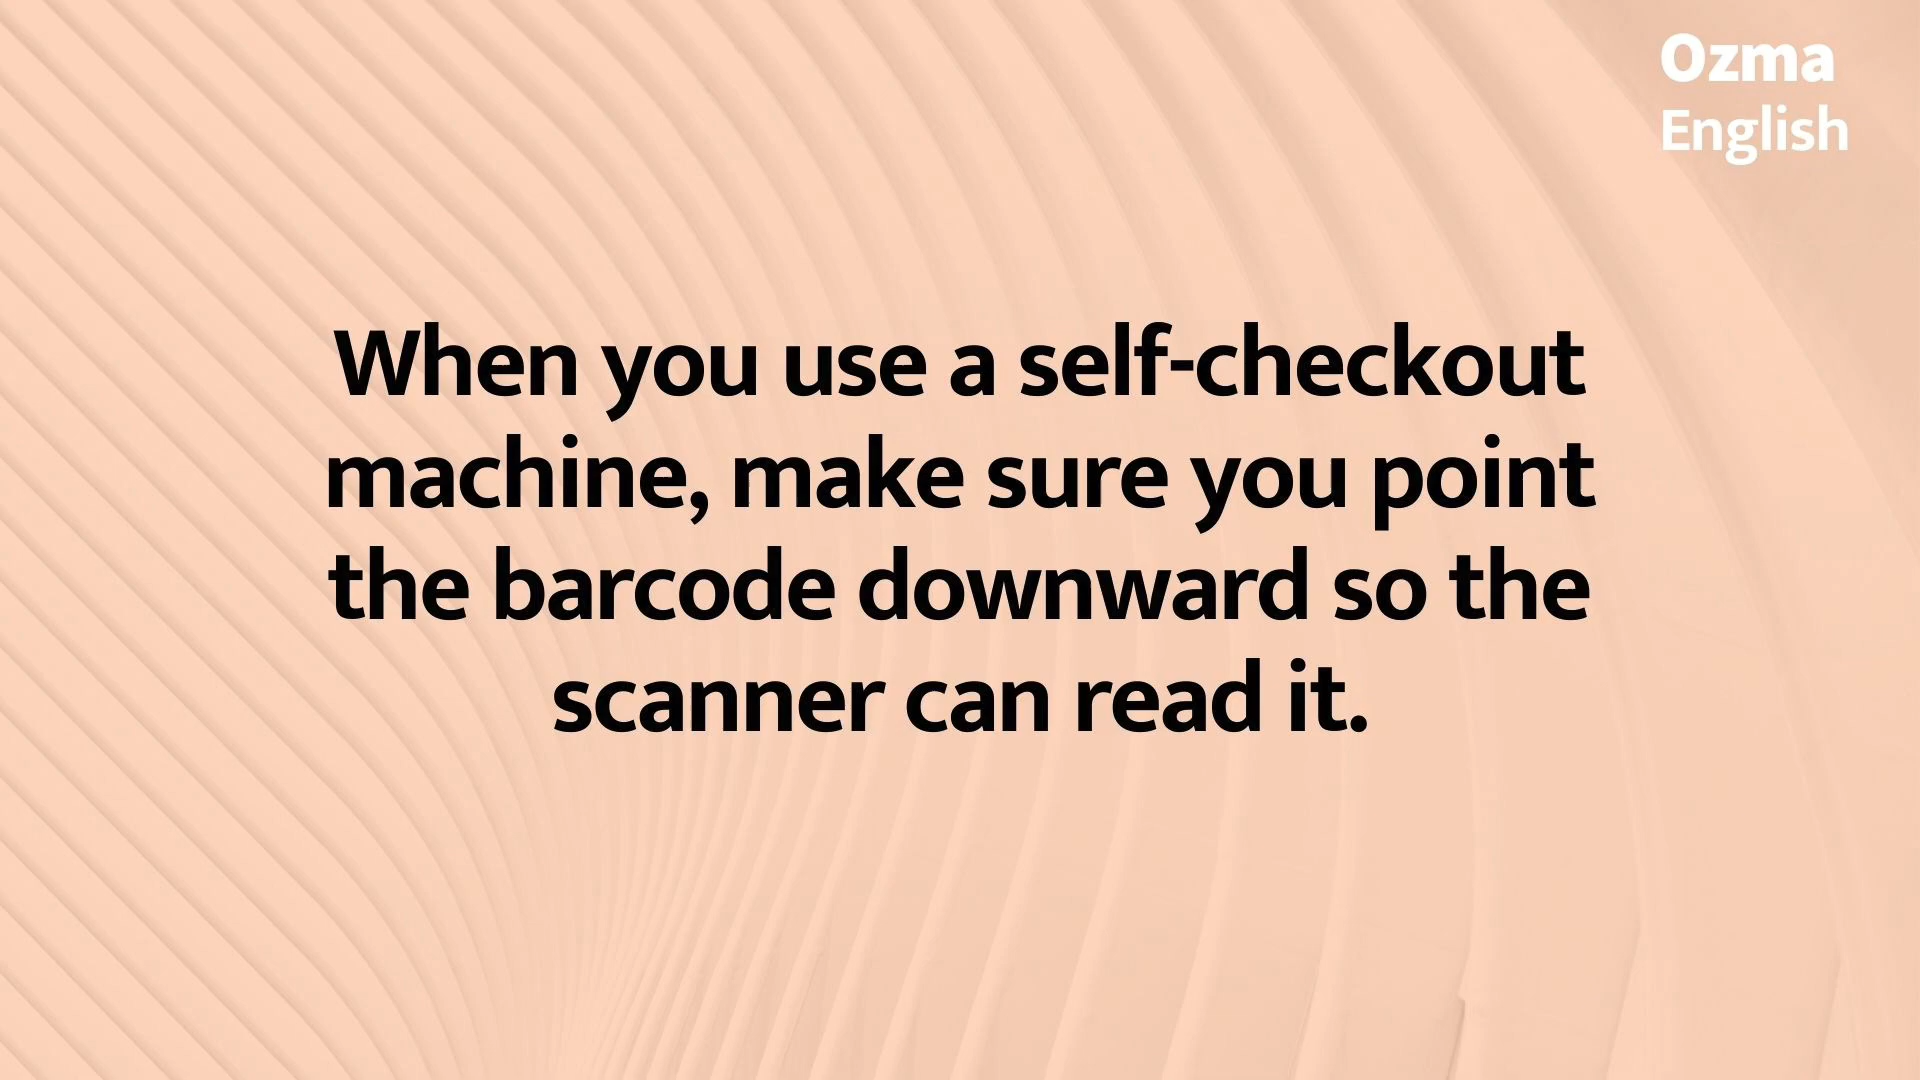 Ozma
English
When you use a self-checkout
machine, make sure you point
the barcode downward so the
scanner can read it.